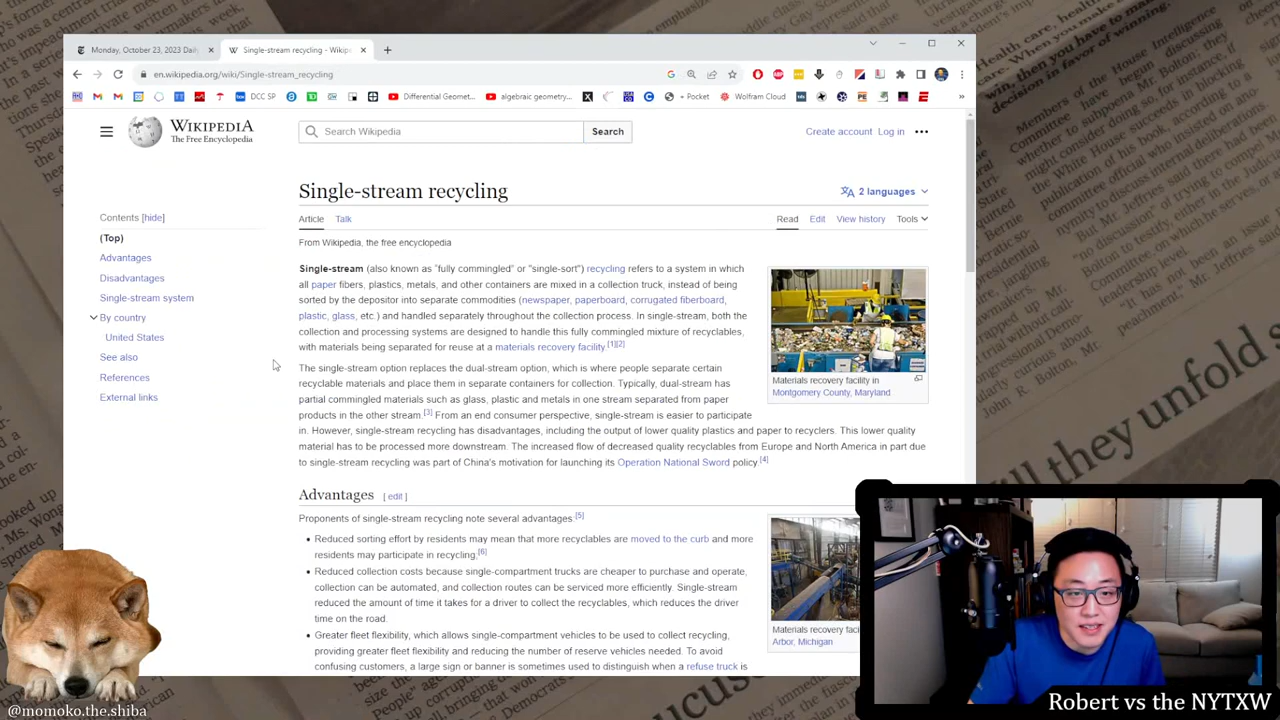 Monday, October 23, 2023 Dail
Single-stream recycling - Wikip
en.wikipedia.org/wiki/Single-stream_recycling
DCC SP
Differential Geomet...
algebraic geometry...
+ Pocket
Wolfram Cloud
WIKIPEDIA
The Free Encyclopedia
Search Wikipedia
Search
Create account Log in
Single-stream recycling
2 languages
Contents [hide]
(Top)
Advantages
Disadvantages
Single-stream system
By country
United States
See also
References
External links
Article Talk
Read Edit View history Tools
From Wikipedia, the free encyclopedia
Single-stream (also known as "fully commingled" or "single-sort") recycling refers to a system in which
all paper fibers, plastics, metals, and other containers are mixed in a collection truck, instead of being
sorted by the depositor into separate commodities (newspaper, paperboard, corrugated fiberboard,
plastic, glass, etc.) and handled separately throughout the collection process. In single-stream, both the
collection and processing systems are designed to handle this fully commingled mixture of recyclables,
with materials being separated for reuse at a materials recovery facility.[1][2]
Materials recovery facility in
Montgomery County, Maryland
The single-stream option replaces the dual-stream option, which is where people separate certain
recyclable materials and place them in separate containers for collection. Typically, dual-stream has
partial commingled materials such as glass, plastic and metals in one stream separated from paper
products in the other stream.[3] From an end consumer perspective, single-stream is easier to participate
in. However, single-stream recycling has disadvantages, including the output of lower quality plastics and paper to recyclers. This lower quality
material has to be processed more downstream. The increased flow of decreased quality recyclables from Europe and North America in part due
to single-stream recycling was part of China's motivation for launching its Operation National Sword policy.[4]
Advantages [ edit ]
Proponents of single-stream recycling note several advantages:[5]
• Reduced sorting effort by residents may mean that more recyclables are moved to the curb and more
residents may participate in recycling.[6]
• Reduced collection costs because single-compartment trucks are cheaper to purchase and operate,
collection can be automated, and collection routes can be serviced more efficiently. Single-stream
reduced the amount of time it takes for a driver to collect the recyclables, which reduces the driver
time on the road.
• Greater fleet flexibility, which allows single-compartment vehicles to be used to collect recycling,
providing greater fleet flexibility and reducing the number of reserve vehicles needed. To avoid
confusing customers, a large sign or banner is sometimes used to distinguish when a refuse truck is
Materials recovery faci
Arbor, Michigan
all they unfolds
@momoko.the.shiba
Robert vs the NYTXW